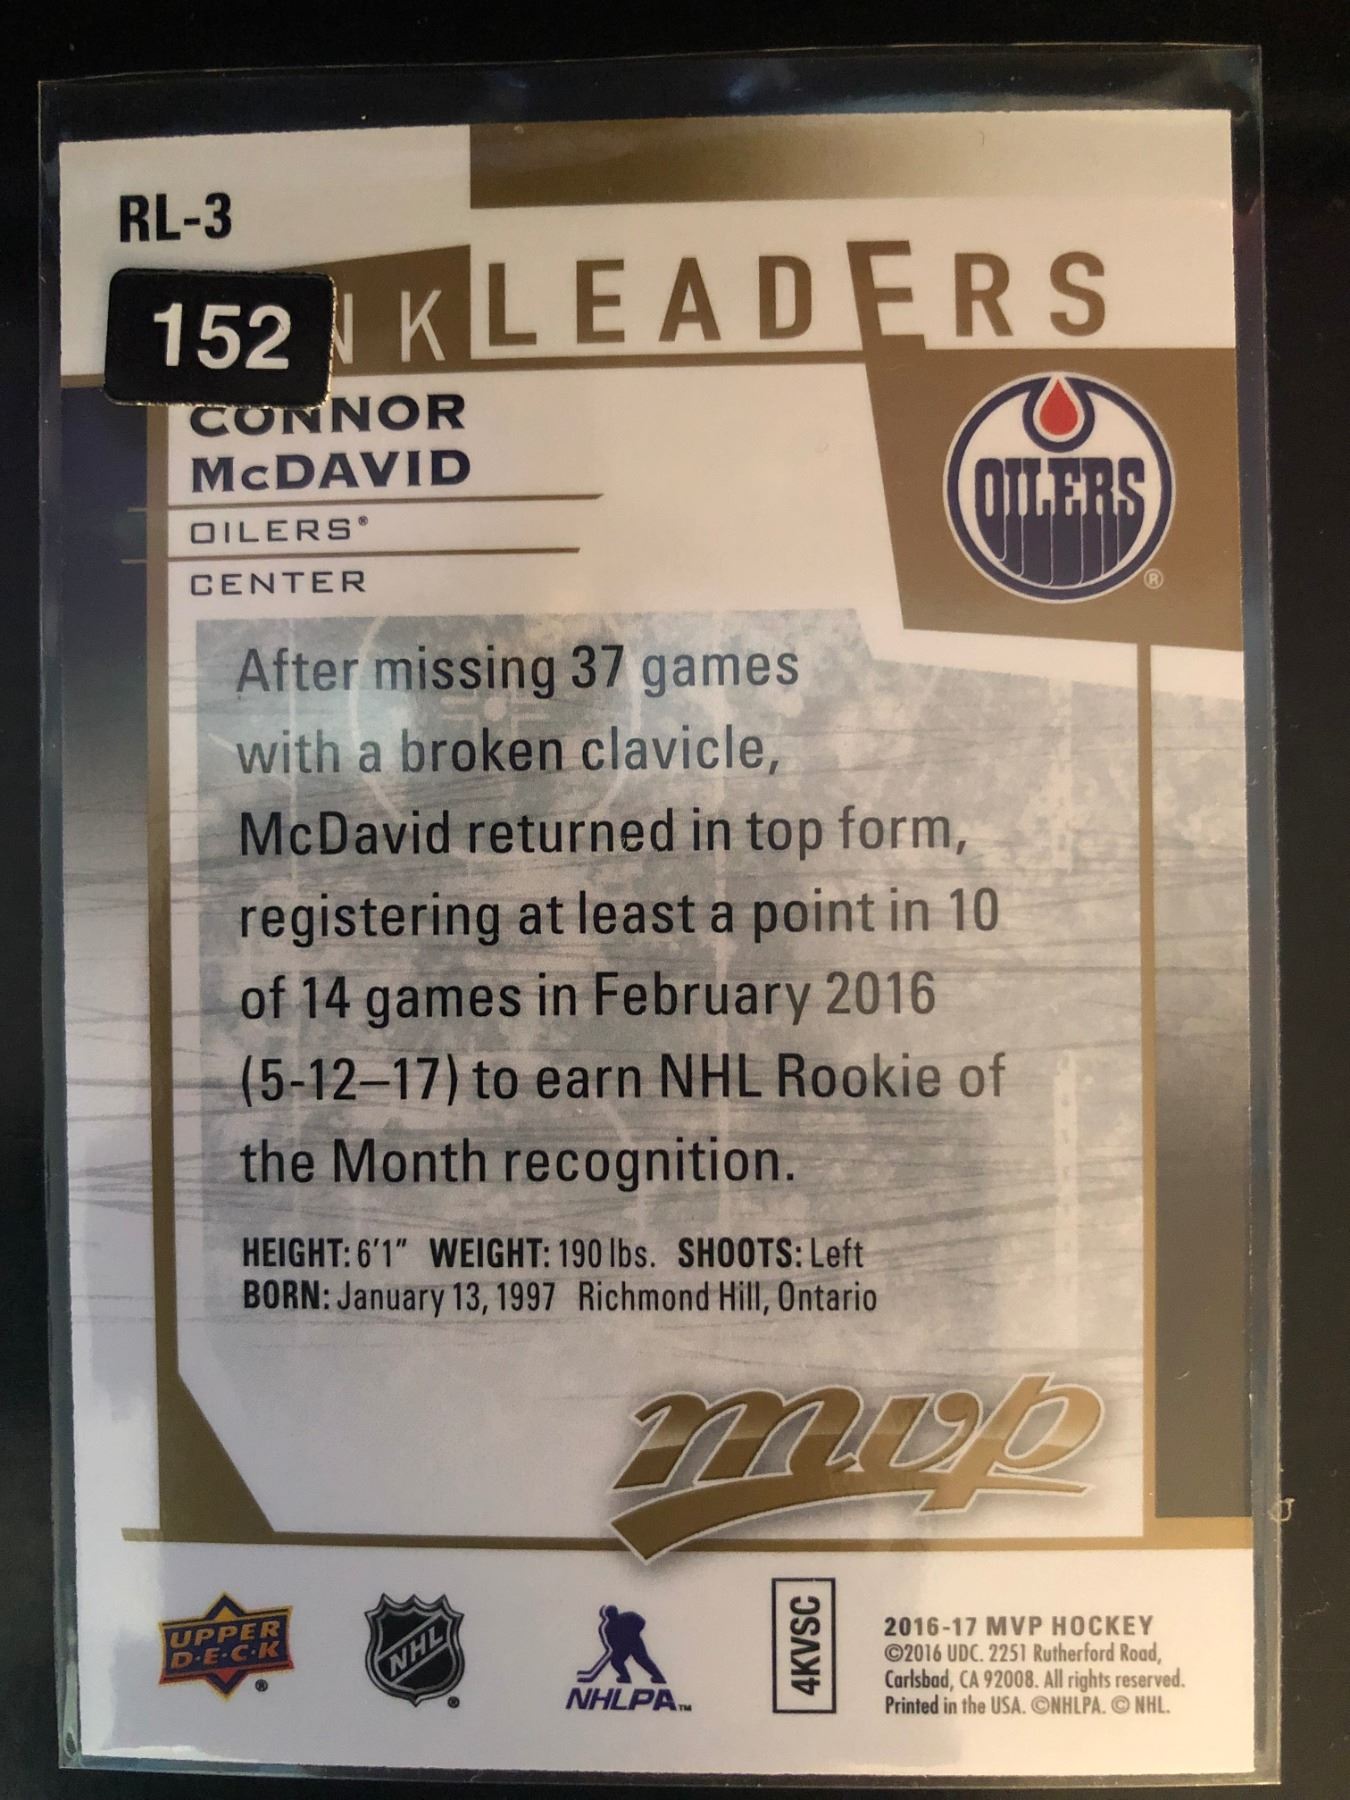 RL-3
152
NK LEADERS
CONNOR
McDAVID
OILERS®
CENTER
OILERS
®
After missing 37 games
with a broken clavicle,
McDavid returned in top form,
registering at least a point in 10
of 14 games in February 2016
(5-12–17) to earn NHL Rookie of
the Month recognition.
HEIGHT: 6'1" WEIGHT: 190 lbs. SHOOTS: Left
BORN: January 13, 1997 Richmond Hill, Ontario
mvp
UPPER
D·E·C·K
®
NHL
®
NHLPA™
4KVSC
2016-17 MVP HOCKEY
©2016 UDC. 2251 Rutherford Road,
Carlsbad, CA 92008. All rights reserved.
Printed in the USA. ©NHLPA. © NHL.